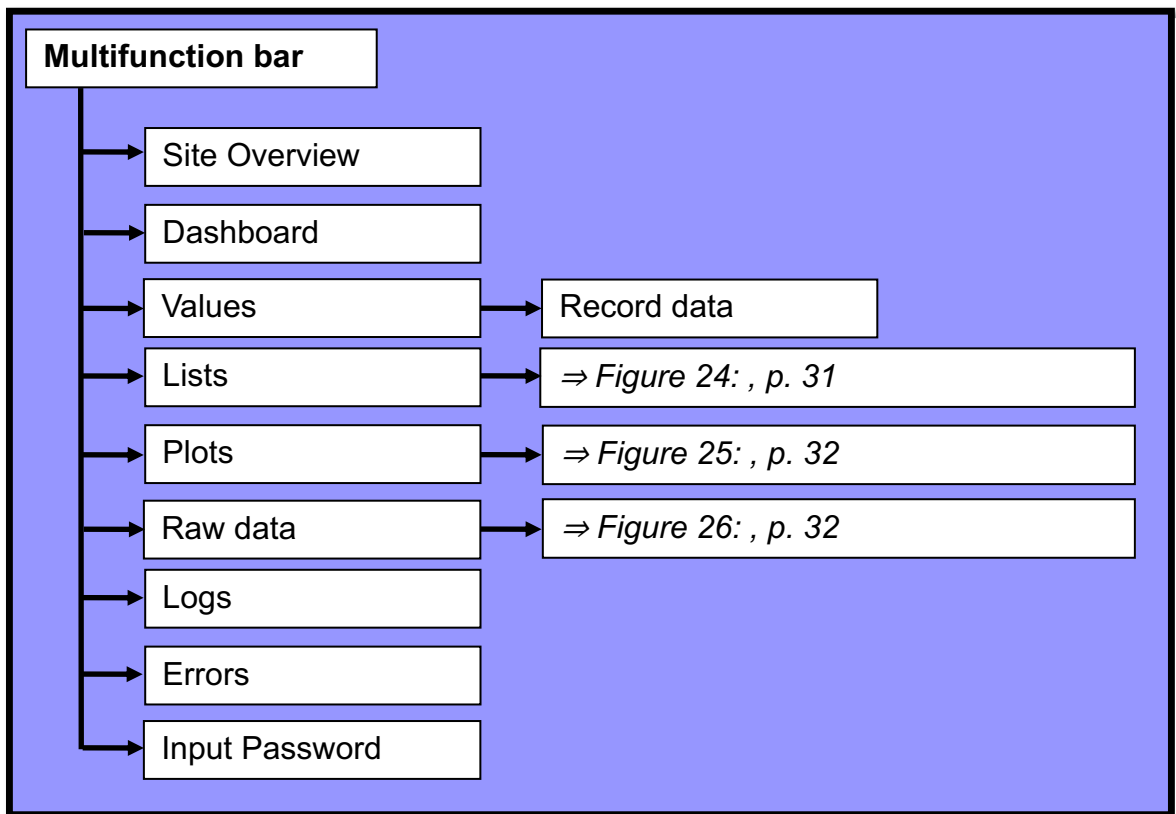 Multifunction bar
Site Overview
Dashboard
Values
Record data
Lists
⇒ Figure 24: , p. 31
Plots
⇒ Figure 25: , p. 32
Raw data
⇒ Figure 26: , p. 32
Logs
Errors
Input Password